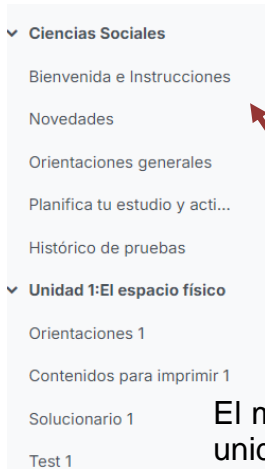 Ciencias Sociales
Bienvenida e Instrucciones
Novedades
Orientaciones generales
Planifica tu estudio y acti...
Histórico de pruebas
Unidad 1:El espacio físico
Orientaciones 1
Contenidos para imprimir 1
Solucionario 1
Test 1
El